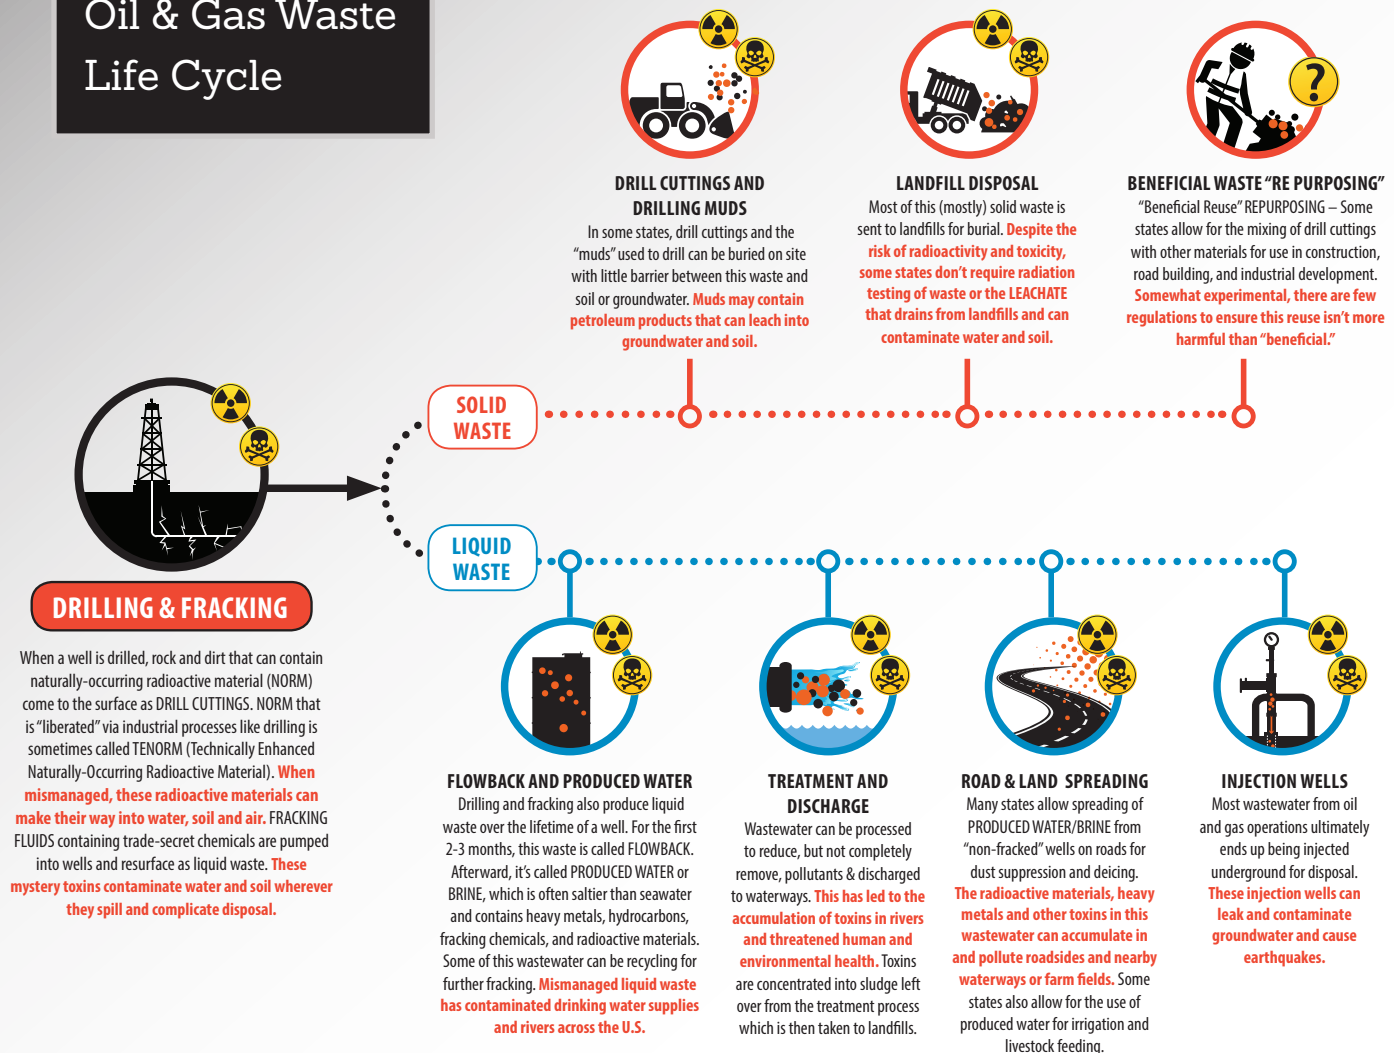 Oil & Gas Waste
Life Cycle
DRILL CUTTINGS AND
DRILLING MUDS
In some states, drill cuttings and the
“muds” used to drill can be buried on site
with little barrier between this waste and
soil or groundwater. Muds may contain
petroleum products that can leach into
groundwater and soil.
LANDFILL DISPOSAL
Most of this (mostly) solid waste is
sent to landfills for burial. Despite the
risk of radioactivity and toxicity,
some states don’t require radiation
testing of waste or the LEACHATE
that drains from landfills and can
contaminate water and soil.
?
BENEFICIAL WASTE “RE PURPOSING”
“Beneficial Reuse” REPURPOSING – Some
states allow for the mixing of drill cuttings
with other materials for use in construction,
road building, and industrial development.
Somewhat experimental, there are few
regulations to ensure this reuse isn’t more
harmful than “beneficial.”
SOLID
WASTE
LIQUID
WASTE
DRILLING & FRACKING
When a well is drilled, rock and dirt that can contain
naturally-occurring radioactive material (NORM)
come to the surface as DRILL CUTTINGS. NORM that
is “liberated” via industrial processes like drilling is
sometimes called TENORM (Technically Enhanced
Naturally-Occurring Radioactive Material). When
mismanaged, these radioactive materials can
make their way into water, soil and air. FRACKING
FLUIDS containing trade-secret chemicals are pumped
into wells and resurface as liquid waste. These
mystery toxins contaminate water and soil wherever
they spill and complicate disposal.
FLOWBACK AND PRODUCED WATER
Drilling and fracking also produce liquid
waste over the lifetime of a well. For the first
2-3 months, this waste is called FLOWBACK.
Afterward, it’s called PRODUCED WATER or
BRINE, which is often saltier than seawater
and contains heavy metals, hydrocarbons,
fracking chemicals, and radioactive materials.
Some of this wastewater can be recycling for
further fracking. Mismanaged liquid waste
has contaminated drinking water supplies
and rivers across the U.S.
TREATMENT AND
DISCHARGE
Wastewater can be processed
to reduce, but not completely
remove, pollutants & discharged
to waterways. This has led to the
accumulation of toxins in rivers
and threatened human and
environmental health. Toxins
are concentrated into sludge left
over from the treatment process
which is then taken to landfills.
ROAD & LAND SPREADING
Many states allow spreading of
PRODUCED WATER/BRINE from
“non-fracked” wells on roads for
dust suppression and deicing.
The radioactive materials, heavy
metals and other toxins in this
wastewater can accumulate in
and pollute roadsides and nearby
waterways or farm fields. Some
states also allow for the use of
produced water for irrigation and
livestock feeding.
INJECTION WELLS
Most wastewater from oil
and gas operations ultimately
ends up being injected
underground for disposal.
These injection wells can
leak and contaminate
groundwater and cause
earthquakes.